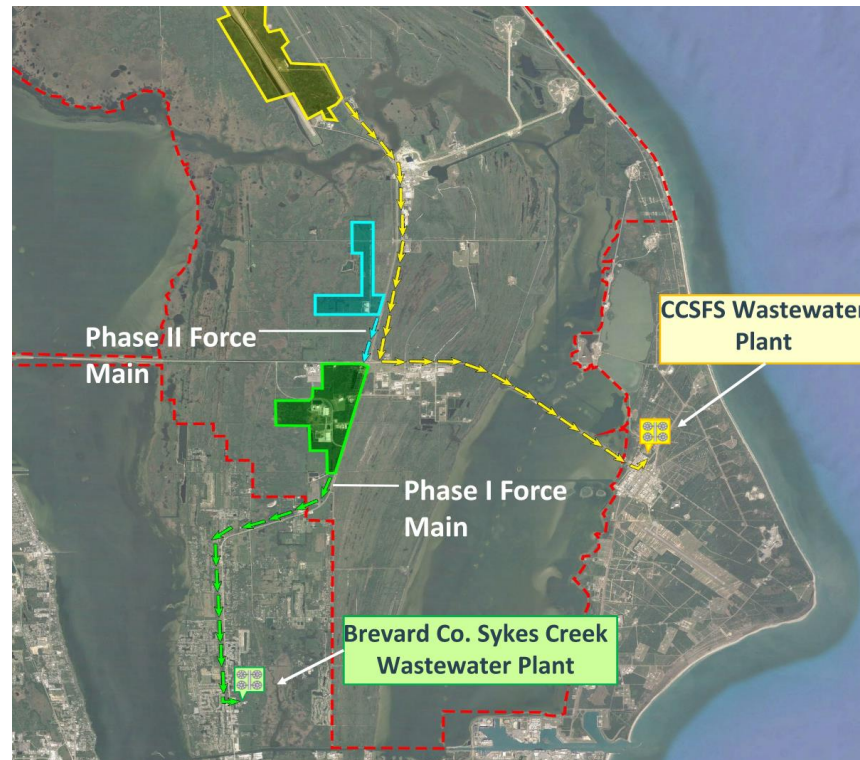 CCSFS Wastewater
Plant
Phase II Force
Main
Phase I Force
Main
Brevard Co. Sykes Creek
Wastewater Plant